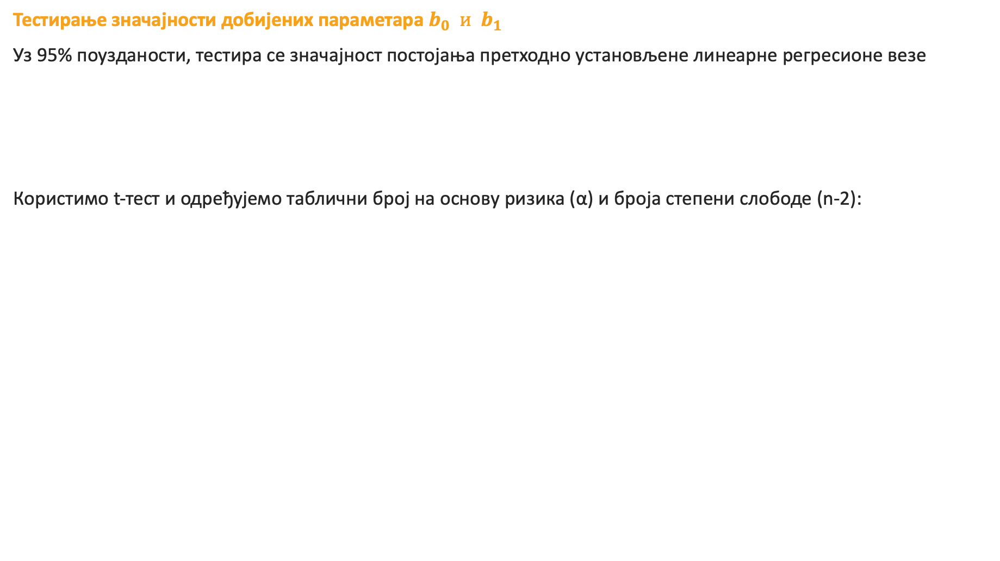 Тестирање значајности добијених параметара b₀ и b₁
Уз 95% поузданости, тестира се значајност постојања претходно установљене линеарне регресионе везе
Користимо t-тест и одређујемо таблични број на основу ризика (α) и броја степени слободе (n-2):